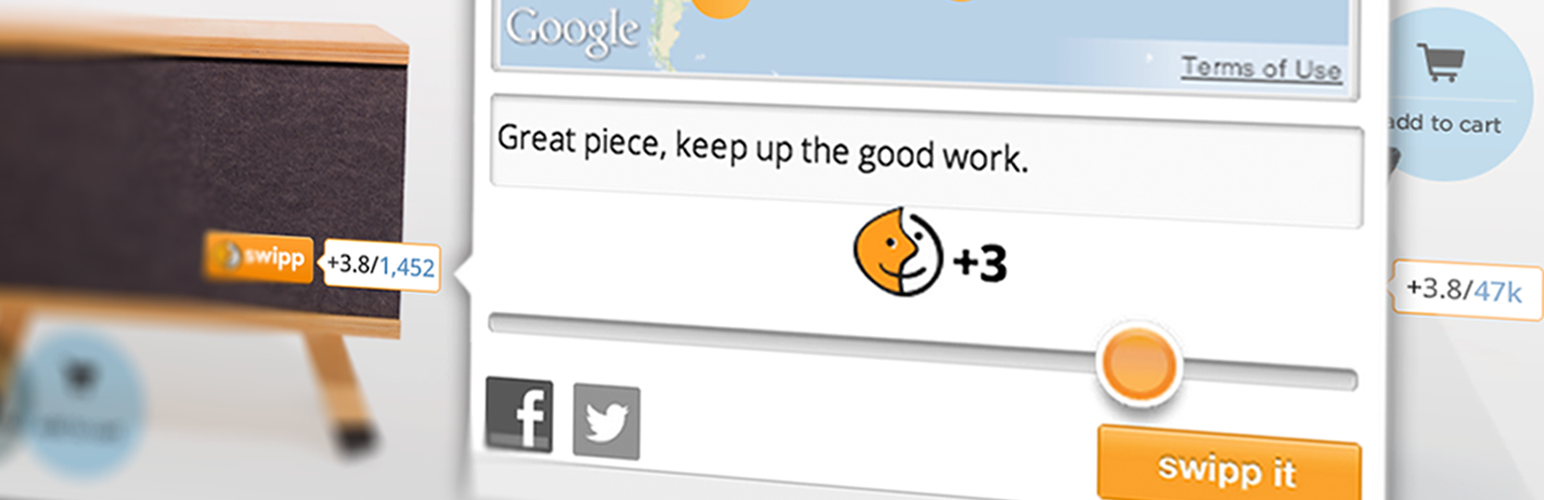 Google
Terms of Use
add to cart
Great piece, keep up the good work.
+3
swipp
+3.8/1,452
+3.8/47k
f
swipp it